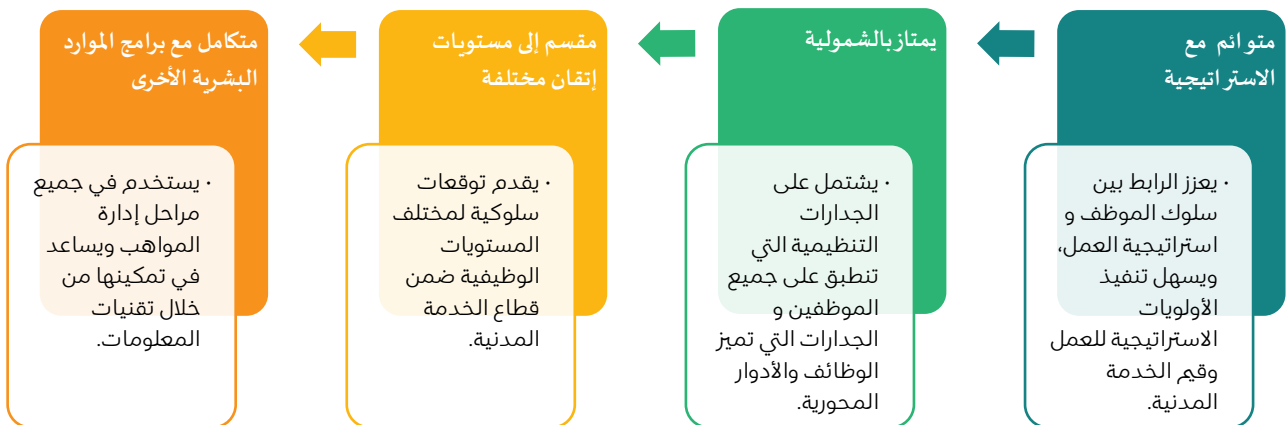 متوائم مع
الاستراتيجية
· يعزز الرابط بين
سلوك الموظف و
استراتيجية العمل،
ويسهل تنفيذ
الأولويات
الاستراتيجية للعمل
وقيم الخدمة
المدنية.
يمتاز بالشمولية
· يشتمل على
الجدارات
التنظيمية التي
تنطبق على جميع
الموظفين و
الجدارات التي تميز
الوظائف والأدوار
المحورية.
مقسم إلى مستويات
إتقان مختلفة
· يقدم توقعات
سلوكية لمختلف
المستويات
الوظيفية ضمن
قطاع الخدمة
المدنية.
متكامل مع برامج الموارد
البشرية الأخرى
· يستخدم في جميع
مراحل إدارة
المواهب ويساعد
في تمكينها من
خلال تقنيات
المعلومات.